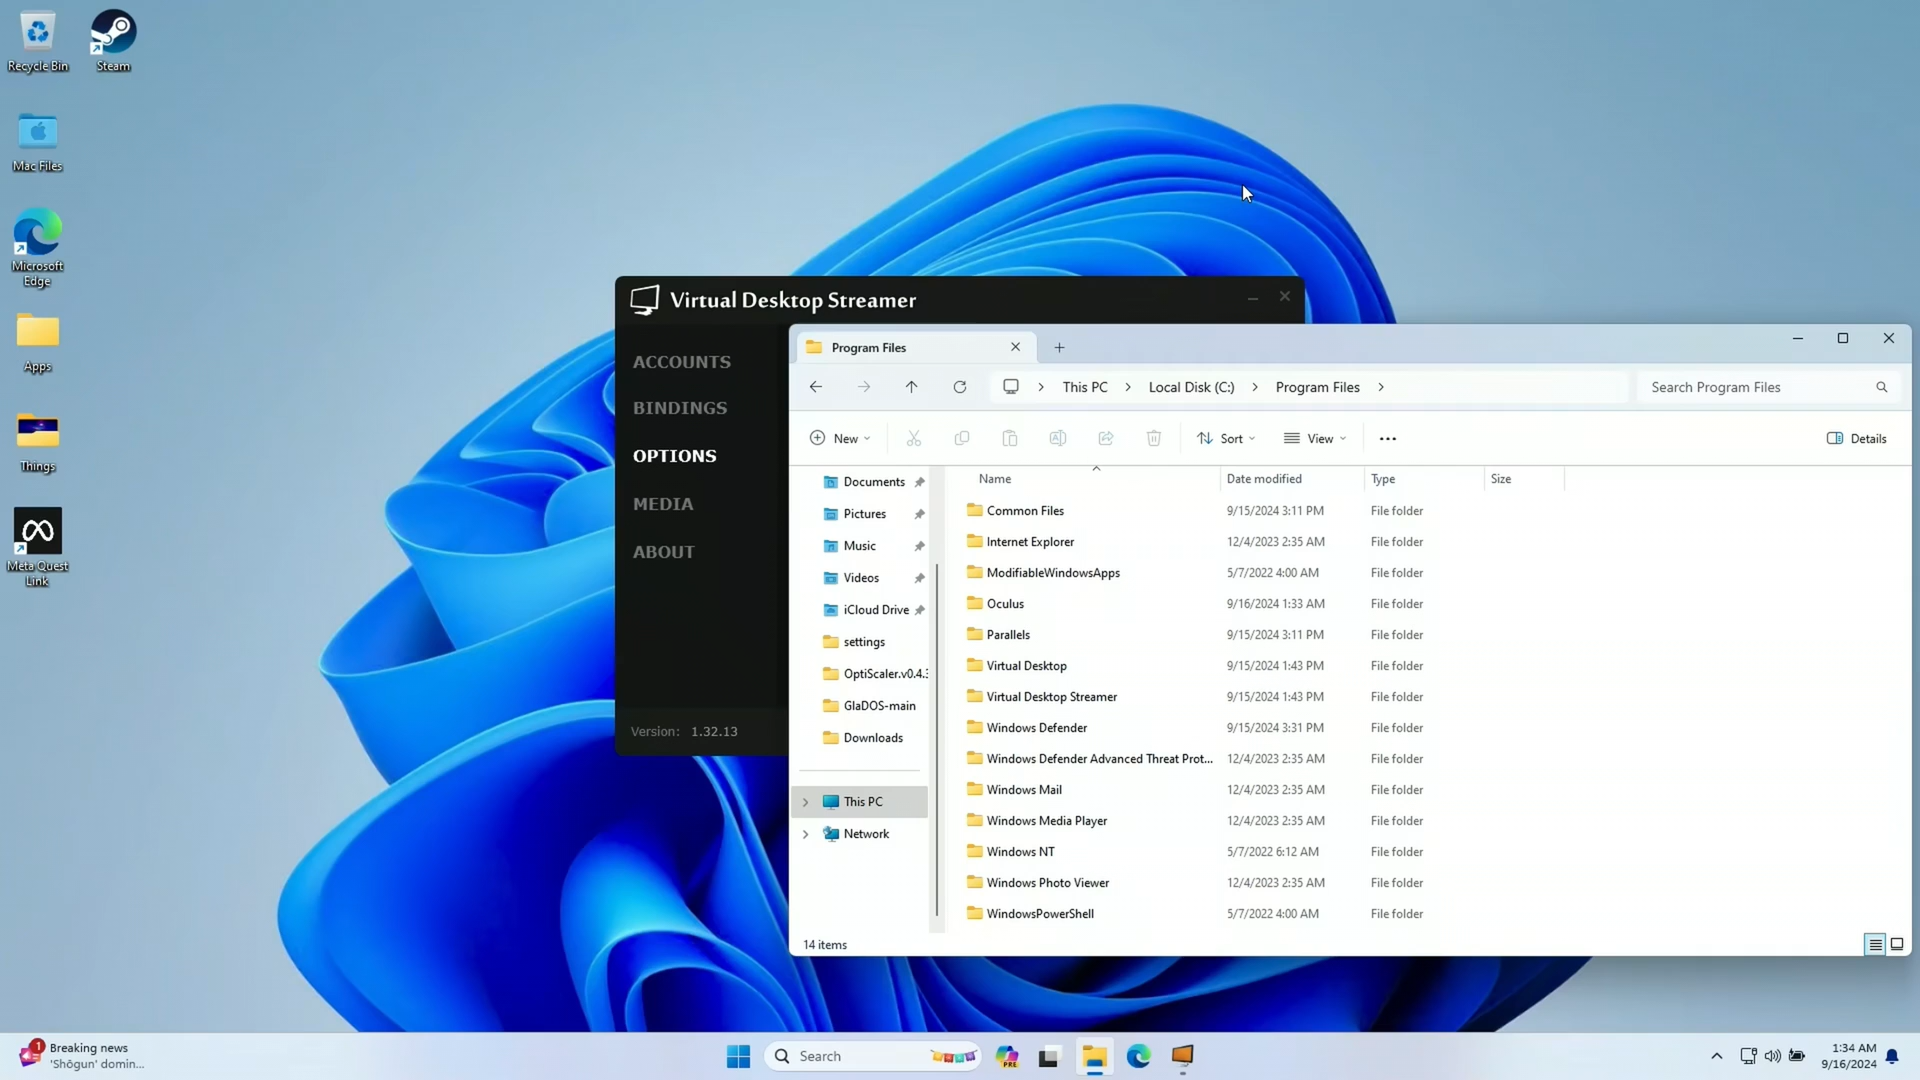 Recycle Bin
Steam
Mac Files
Microsoft
Edge
Apps
Things
Meta Quest
Link
Virtual Desktop Streamer
ACCOUNTS
BINDINGS
OPTIONS
MEDIA
ABOUT
Version: 1.32.13
Program Files
This PC
Local Disk (C:)
Program Files
Search Program Files
New
Sort
View
Details
Documents
Pictures
Music
Videos
iCloud Drive
settings
OptiScaler.v0.4.3
GlaDOS-main
Downloads
This PC
Network
Name Date modified Type Size
Common Files 9/15/2024 3:11 PM File folder
Internet Explorer 12/4/2023 2:35 AM File folder
ModifiableWindowsApps 5/7/2022 4:00 AM File folder
Oculus 9/16/2024 1:33 AM File folder
Parallels 9/15/2024 3:11 PM File folder
Virtual Desktop 9/15/2024 1:43 PM File folder
Virtual Desktop Streamer 9/15/2024 1:43 PM File folder
Windows Defender 9/15/2024 3:31 PM File folder
Windows Defender Advanced Threat Prot... 12/4/2023 2:35 AM File folder
Windows Mail 12/4/2023 2:35 AM File folder
Windows Media Player 12/4/2023 2:35 AM File folder
Windows NT 5/7/2022 6:12 AM File folder
Windows Photo Viewer 12/4/2023 2:35 AM File folder
WindowsPowerShell 5/7/2022 4:00 AM File folder
14 items
1
Breaking news
'Shōgun' domin...
Search
PRE
1:34 AM
9/16/2024